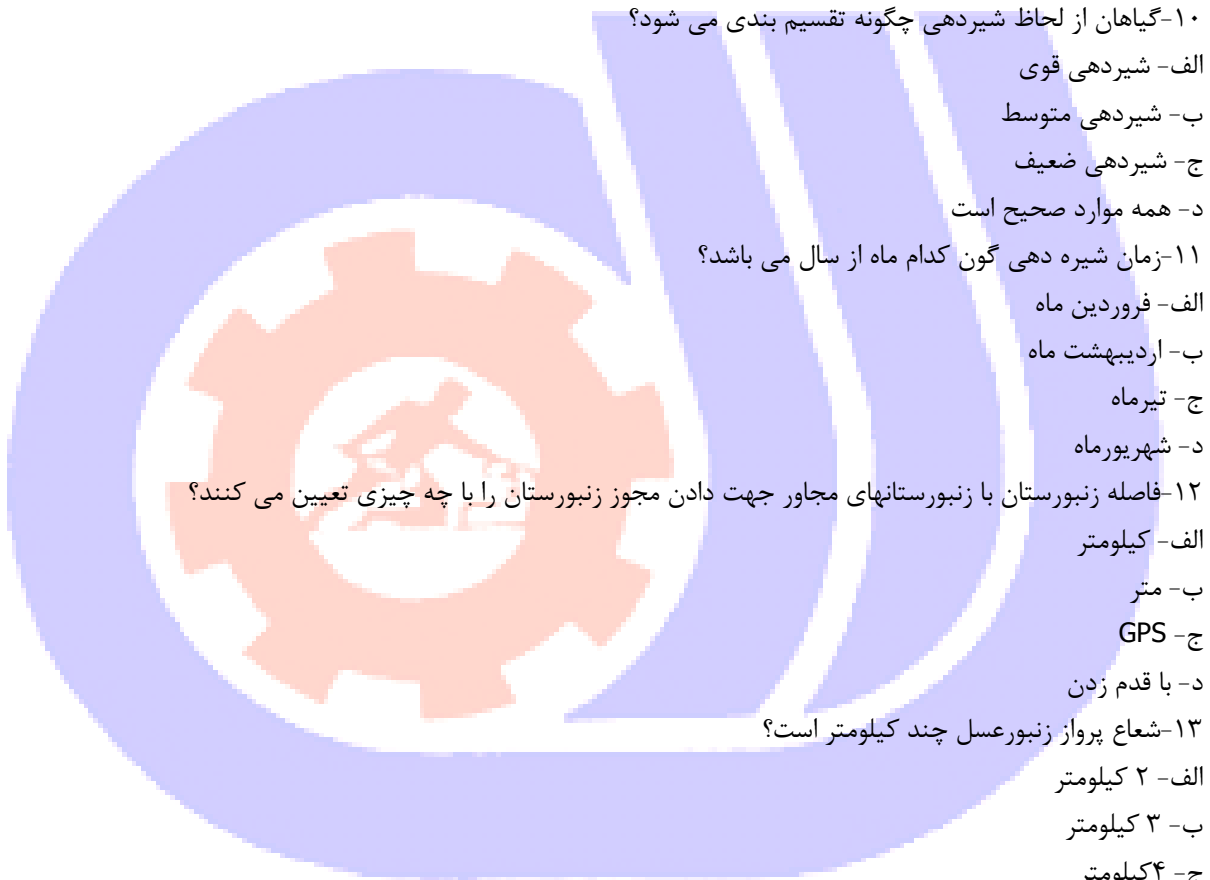 ۱۰-گیاهان از لحاظ شیردهی چگونه تقسیم بندی می شود؟
الف- شیردهی قوی
ب- شیردهی متوسط
ج- شیردهی ضعیف
د- همه موارد صحیح است
۱۱-زمان شیره دهی گون کدام ماه از سال می باشد؟
الف- فروردین ماه
ب- اردیبهشت ماه
ج- تیرماه
د- شهریورماه
۱۲-فاصله زنبورستان با زنبورستانهای مجاور جهت دادن مجوز زنبورستان را با چه چیزی تعیین می کنند؟
الف- کیلومتر
ب- متر
ج- GPS
د- با قدم زدن
۱۳-شعاع پرواز زنبورعسل چند کیلومتر است؟
الف- ۲ کیلومتر
ب- ۳ کیلومتر
ج- ۴کیلومتر